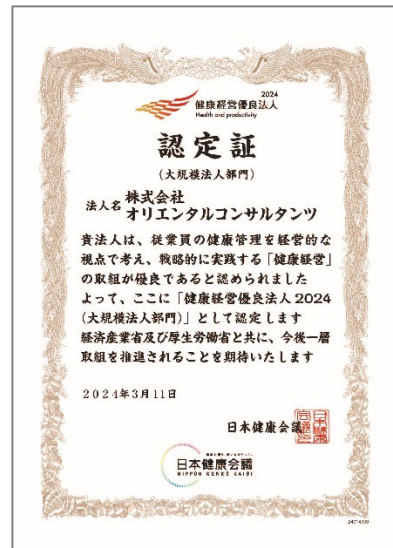 2024
健康経営優良法人
Health and productivity
認定証
(大規模法人部門)
法人名 株式会社
オリエンタルコンサルタンツ
貴法人は、従業員の健康管理を経営的な
視点で考え、戦略的に実践する「健康経営」
の取組が優良であると認められました
よって、ここに「健康経営優良法人2024
(大規模法人部門)」として認定します
経済産業省及び厚生労働省と共に、今後一層
取組を推進されることを期待いたします
2024年3月11日
日本健康会議
日本健康会議
NIPPON KENKO KAIGI